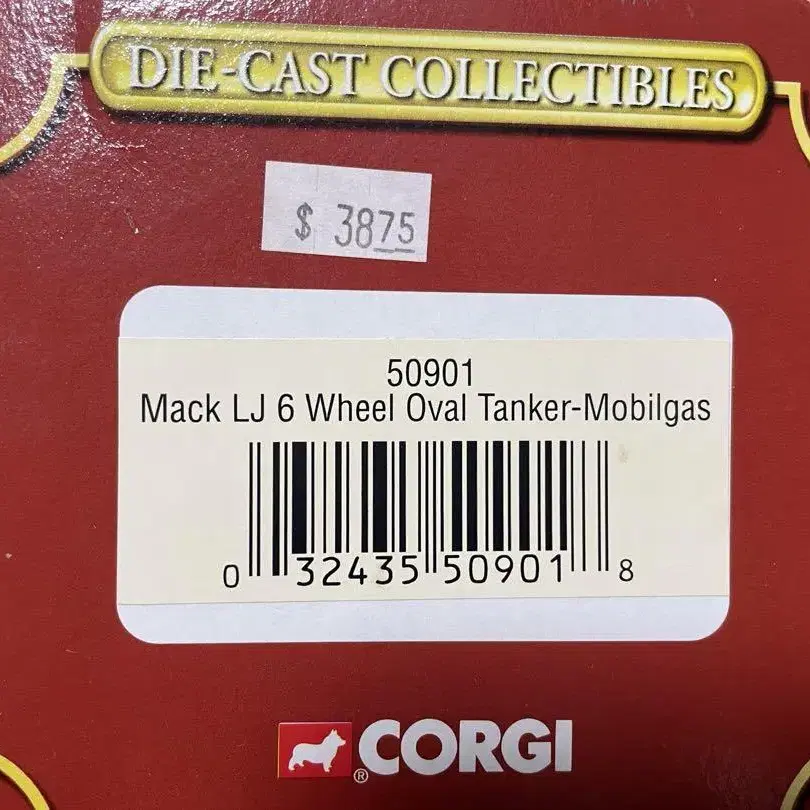 DIE-CAST COLLECTIBLES
$ 3875
50901
Mack LJ 6 Wheel Oval Tanker-Mobilgas
0 32435 50901 8
® CORGI